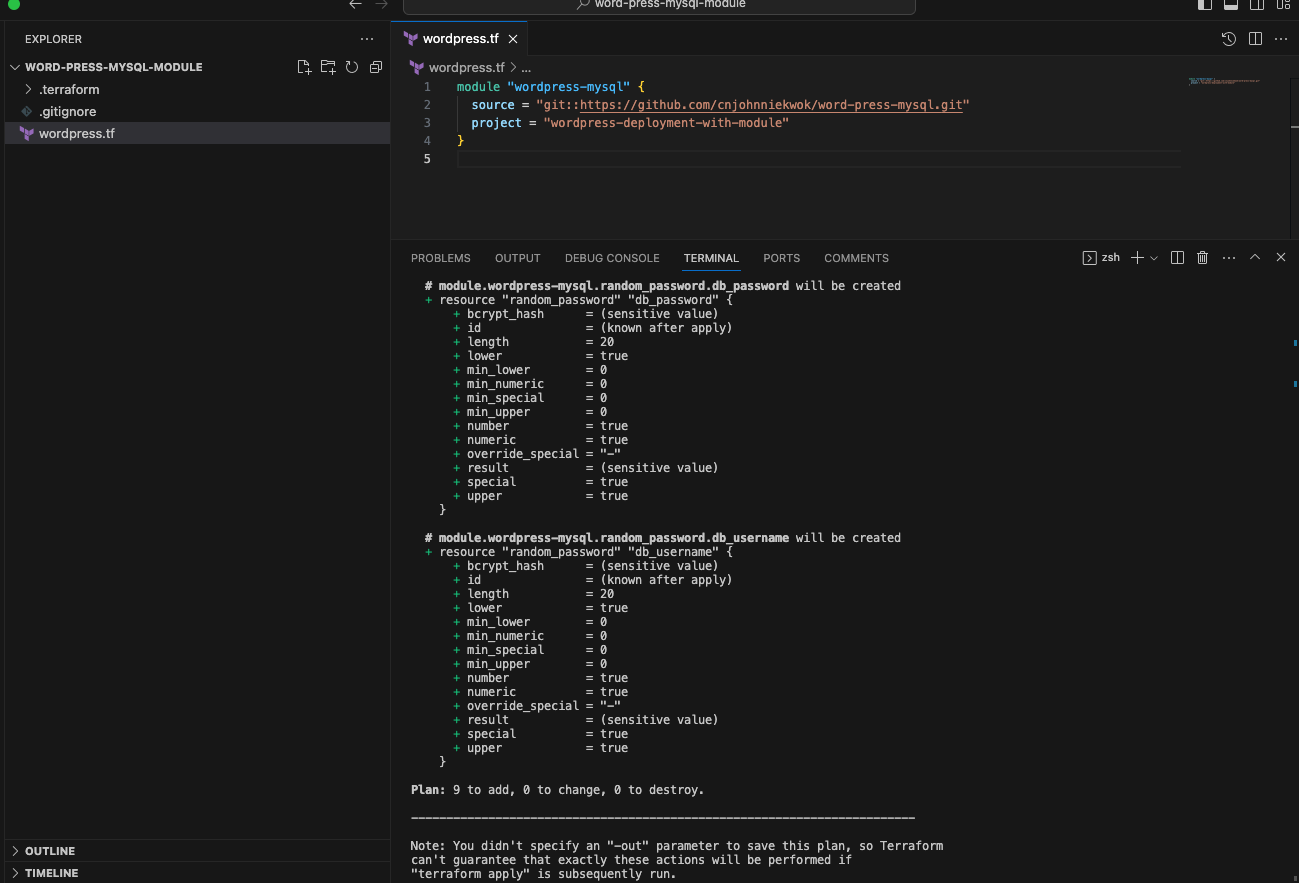 word-press-mysql-module
EXPLORER
WORD-PRESS-MYSQL-MODULE
.terraform
.gitignore
wordpress.tf
OUTLINE
TIMELINE
wordpress.tf
wordpress.tf > ...
1 module "wordpress-mysql" {
2 source = "git::https://github.com/cnjohnniekwok/word-press-mysql.git"
3 project = "wordpress-deployment-with-module"
4 }
5
PROBLEMS OUTPUT DEBUG CONSOLE TERMINAL PORTS COMMENTS zsh
# module.wordpress-mysql.random_password.db_password will be created
+ resource "random_password" "db_password" {
+ bcrypt_hash = (sensitive value)
+ id = (known after apply)
+ length = 20
+ lower = true
+ min_lower = 0
+ min_numeric = 0
+ min_special = 0
+ min_upper = 0
+ number = true
+ numeric = true
+ override_special = "-"
+ result = (sensitive value)
+ special = true
+ upper = true
}
# module.wordpress-mysql.random_password.db_username will be created
+ resource "random_password" "db_username" {
+ bcrypt_hash = (sensitive value)
+ id = (known after apply)
+ length = 20
+ lower = true
+ min_lower = 0
+ min_numeric = 0
+ min_special = 0
+ min_upper = 0
+ number = true
+ numeric = true
+ override_special = "-"
+ result = (sensitive value)
+ special = true
+ upper = true
}
Plan: 9 to add, 0 to change, 0 to destroy.
------------------------------------------------------------------------
Note: You didn't specify an "-out" parameter to save this plan, so Terraform
can't guarantee that exactly these actions will be performed if
"terraform apply" is subsequently run.